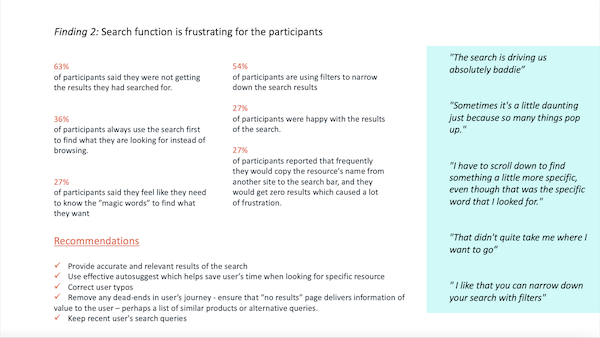 Finding 2: Search function is frustrating for the participants
63%
of participants said they were not getting
the results they had searched for.
36%
of participants always use the search first
to find what they are looking for instead of
browsing.
27%
of participants said they feel like they need
to know the “magic words” to find what
they want
54%
of participants are using filters to narrow
down the search results
27%
of participants were happy with the results
of the search.
27%
of participants reported that frequently
they would copy the resource's name from
another site to the search bar, and they
would get zero results which caused a lot
of frustration.
Recommendations
✓ Provide accurate and relevant results of the search
✓ Use effective autosuggest which helps save user's time when looking for specific resource
✓ Correct user typos
✓ Remove any dead-ends in user's journey - ensure that “no results” page delivers information of
value to the user – perhaps a list of similar products or alternative queries.
✓ Keep recent user's search queries
"The search is driving us
absolutely baddie”
"Sometimes it's a little daunting
just because so many things pop
up."
"I have to scroll down to find
something a little more specific,
even though that was the specific
word that I looked for."
"That didn't quite take me where I
want to go”
" I like that you can narrow down
your search with filters"